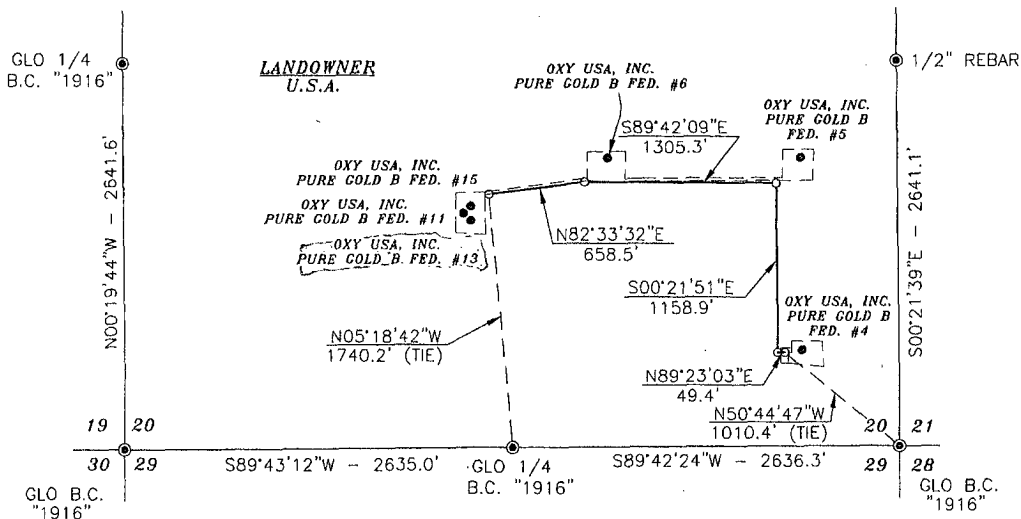 GLO 1/4
B.C. "1916"
LANDOWNER
U.S.A.
OXY USA, INC.
PURE GOLD B FED. #6
1/2" REBAR
OXY USA, INC.
PURE GOLD B
FED. #5
S89°42'09"E
1305.3'
OXY USA, INC.
PURE GOLD B FED. #15
OXY USA, INC.
PURE GOLD B FED. #11
OXY USA, INC.
PURE GOLD B FED. #13
N82°33'32"E
658.5'
N00°19'44"W - 2641.6'
S00°21'39"E - 2641.1'
S00°21'51"E
1158.9'
OXY USA, INC.
PURE GOLD B
FED. #4
N05°18'42"W
1740.2' (TIE)
N89°23'03"E
49.4'
N50°44'47"W
1010.4' (TIE)
19 20
30 29
20 21
29 28
S89°43'12"W - 2635.0'
GLO 1/4
B.C. "1916"
S89°42'24"W - 2636.3'
GLO B.C.
"1916"
GLO B.C.
"1916"